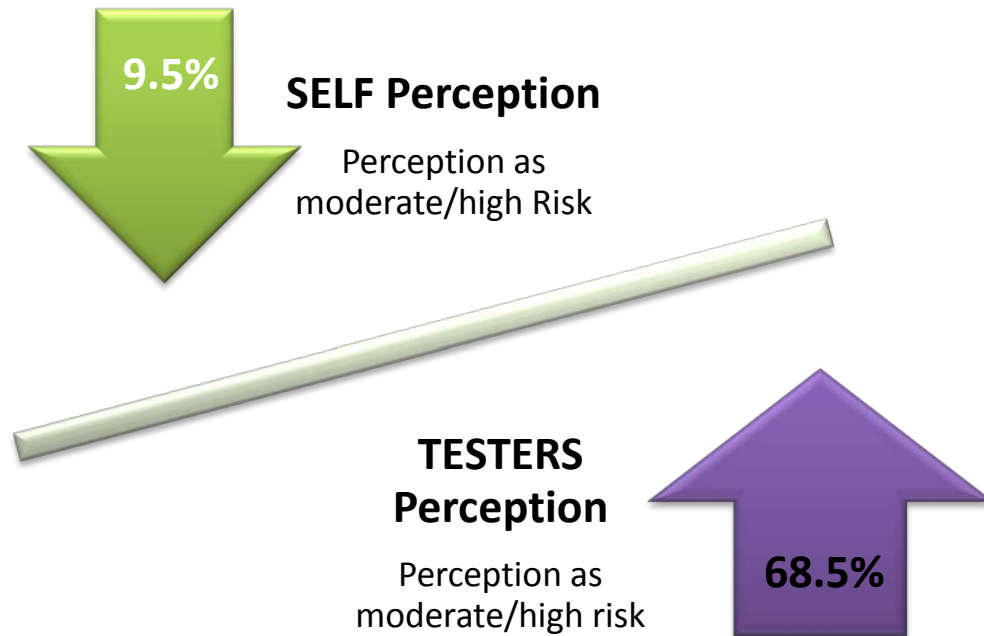 9.5%
SELF Perception
Perception as
moderate/high Risk
TESTERS
Perception
Perception as
moderate/high risk
68.5%